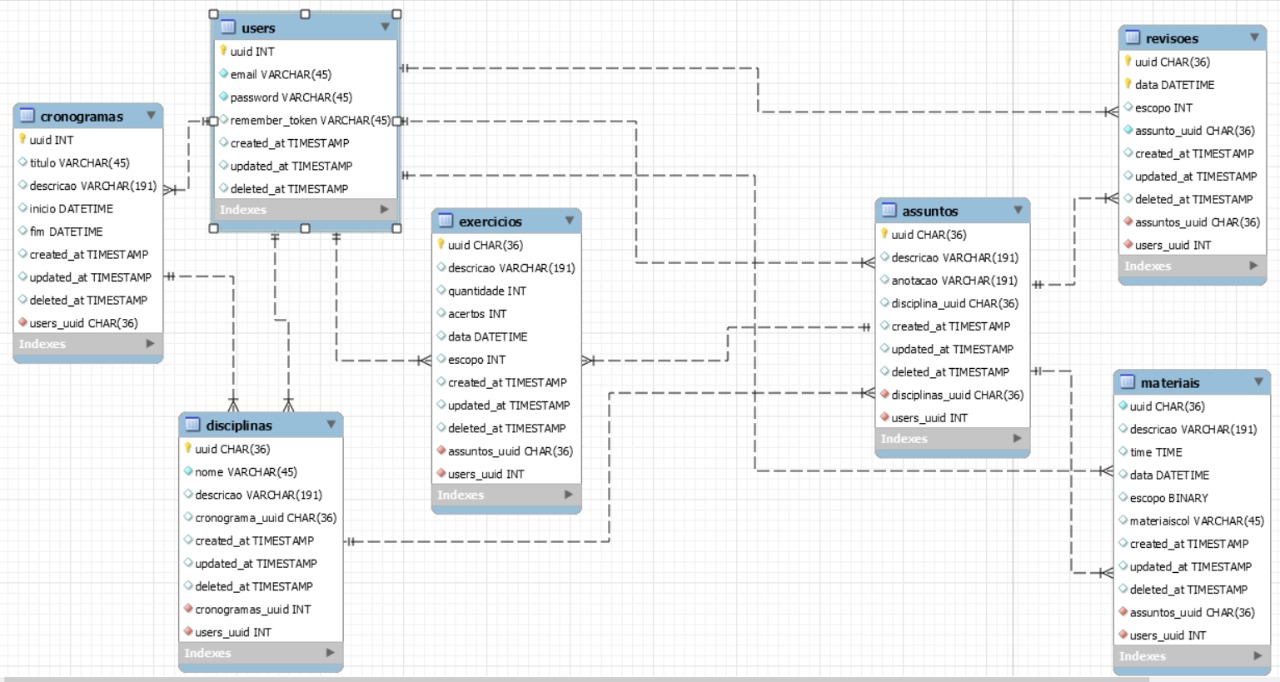 users
uuid INT
email VARCHAR(45)
password VARCHAR(45)
remember_token VARCHAR(45)
created_at TIMESTAMP
updated_at TIMESTAMP
deleted_at TIMESTAMP
Indexes
cronogramas
uuid INT
titulo VARCHAR(45)
descricao VARCHAR(191)
inicio DATETIME
fim DATETIME
created_at TIMESTAMP
updated_at TIMESTAMP
deleted_at TIMESTAMP
users_uuid CHAR(36)
Indexes
disciplinas
uuid CHAR(36)
nome VARCHAR(45)
descricao VARCHAR(191)
cronograma_uuid CHAR(36)
created_at TIMESTAMP
updated_at TIMESTAMP
deleted_at TIMESTAMP
cronogramas_uuid INT
users_uuid INT
Indexes
exercicios
uuid CHAR(36)
descricao VARCHAR(191)
quantidade INT
acertos INT
data DATETIME
escopo INT
created_at TIMESTAMP
updated_at TIMESTAMP
deleted_at TIMESTAMP
assuntos_uuid CHAR(36)
users_uuid INT
Indexes
assuntos
uuid CHAR(36)
descricao VARCHAR(191)
anotacao VARCHAR(191)
disciplina_uuid CHAR(36)
created_at TIMESTAMP
updated_at TIMESTAMP
deleted_at TIMESTAMP
disciplinas_uuid CHAR(36)
users_uuid INT
Indexes
revisoes
uuid CHAR(36)
data DATETIME
escopo INT
assunto_uuid CHAR(36)
created_at TIMESTAMP
updated_at TIMESTAMP
deleted_at TIMESTAMP
assuntos_uuid CHAR(36)
users_uuid INT
Indexes
materiais
uuid CHAR(36)
descricao VARCHAR(191)
time TIME
data DATETIME
escopo BINARY
materiaiscol VARCHAR(45)
created_at TIMESTAMP
updated_at TIMESTAMP
deleted_at TIMESTAMP
assuntos_uuid CHAR(36)
users_uuid INT
Indexes